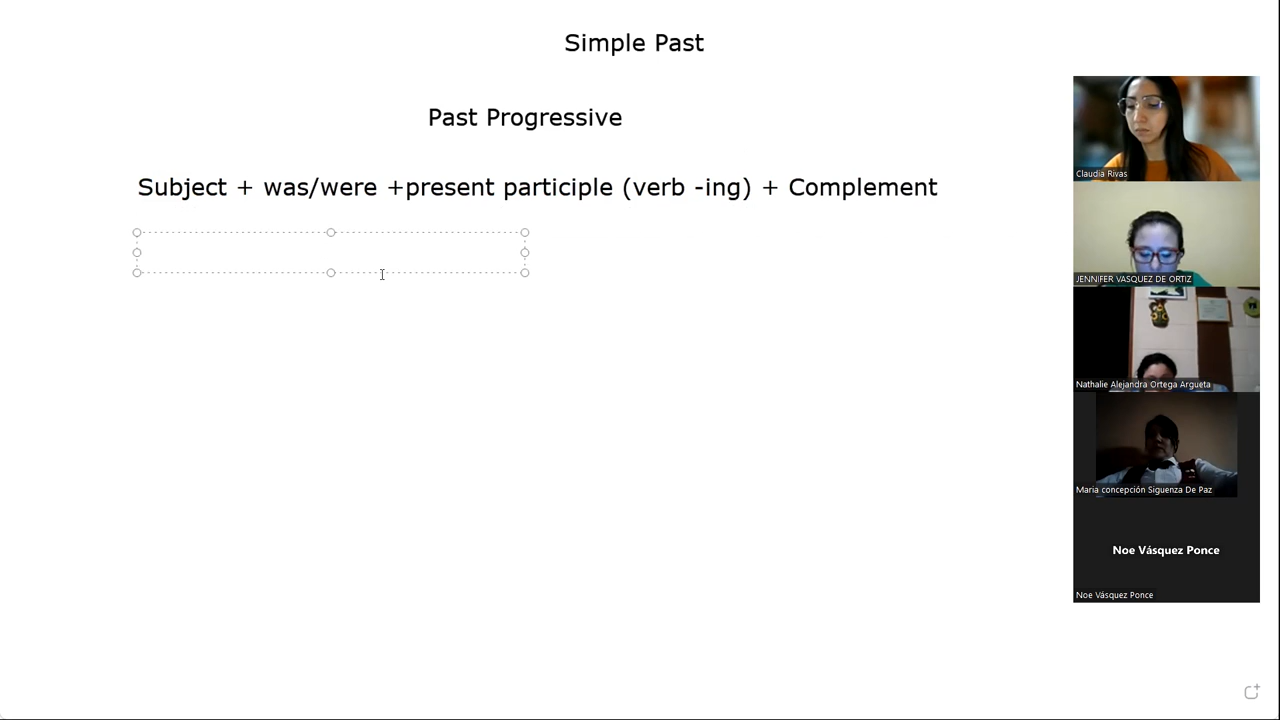 Simple Past
Past Progressive
Subject + was/were +present participle (verb -ing) + Complement
Claudia Rivas
JENNIFER VASQUEZ DE ORTIZ
Nathalie Alejandra Ortega Argueta
Maria concepción Siguenza De Paz
Noe Vásquez Ponce
Noe Vásquez Ponce